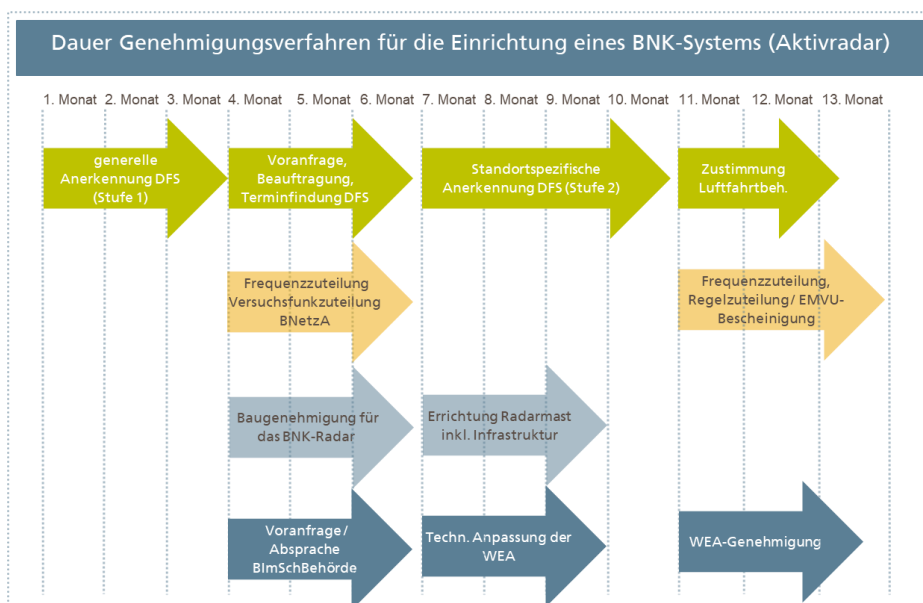 Dauer Genehmigungsverfahren für die Einrichtung eines BNK-Systems (Aktivradar)
1. Monat 2. Monat 3. Monat 4. Monat 5. Monat 6. Monat 7. Monat 8. Monat 9. Monat 10. Monat 11. Monat 12. Monat 13. Monat
generelle
Anerkennung DFS
(Stufe 1)
Voranfrage,
Beauftragung,
Terminfindung DFS
Standortspezifische
Anerkennung DFS (Stufe 2)
Zustimmung
Luftfahrtbeh.
Frequenzzuteilung
Versuchsfunkzuteilung
BNetzA
Frequenzzuteilung,
Regelzuteilung/ EMVU-
Bescheinigung
Baugenehmigung für
das BNK-Radar
Errichtung Radarmast
inkl. Infrastruktur
Voranfrage /
Absprache
BImSchBehörde
Techn. Anpassung der
WEA
WEA-Genehmigung